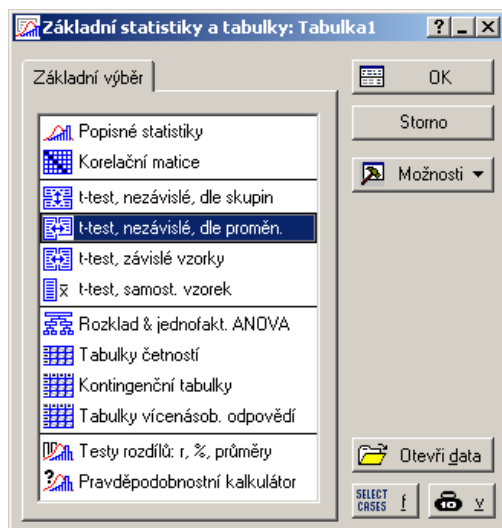 Základní statistiky a tabulky: Tabulka1
Základní výběr
OK
Storno
Možnosti
Popisné statistiky
Korelační matice
t-test, nezávislé, dle skupin
t-test, nezávislé, dle proměn.
t-test, závislé vzorky
t-test, samost. vzorek
Rozklad & jednofakt. ANOVA
Tabulky četností
Kontingenční tabulky
Tabulky vícenásob. odpovědí
Testy rozdílů: r, %, průměry
Pravděpodobnostní kalkulátor
Otevři data
SELECT CASES f
v